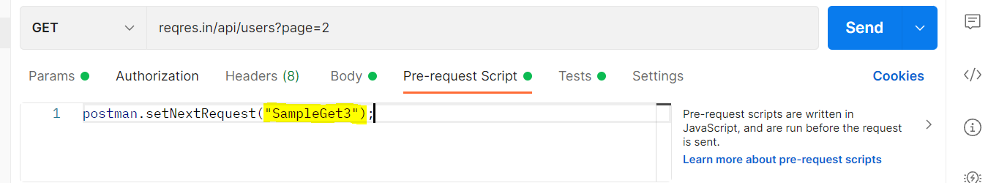 GET reqres.in/api/users?page=2 Send
Params Authorization Headers (8) Body Pre-request Script Tests Settings Cookies
1 postman.setNextRequest("SampleGet3");
Pre-request scripts are written in
JavaScript, and are run before the request
is sent.
Learn more about pre-request scripts